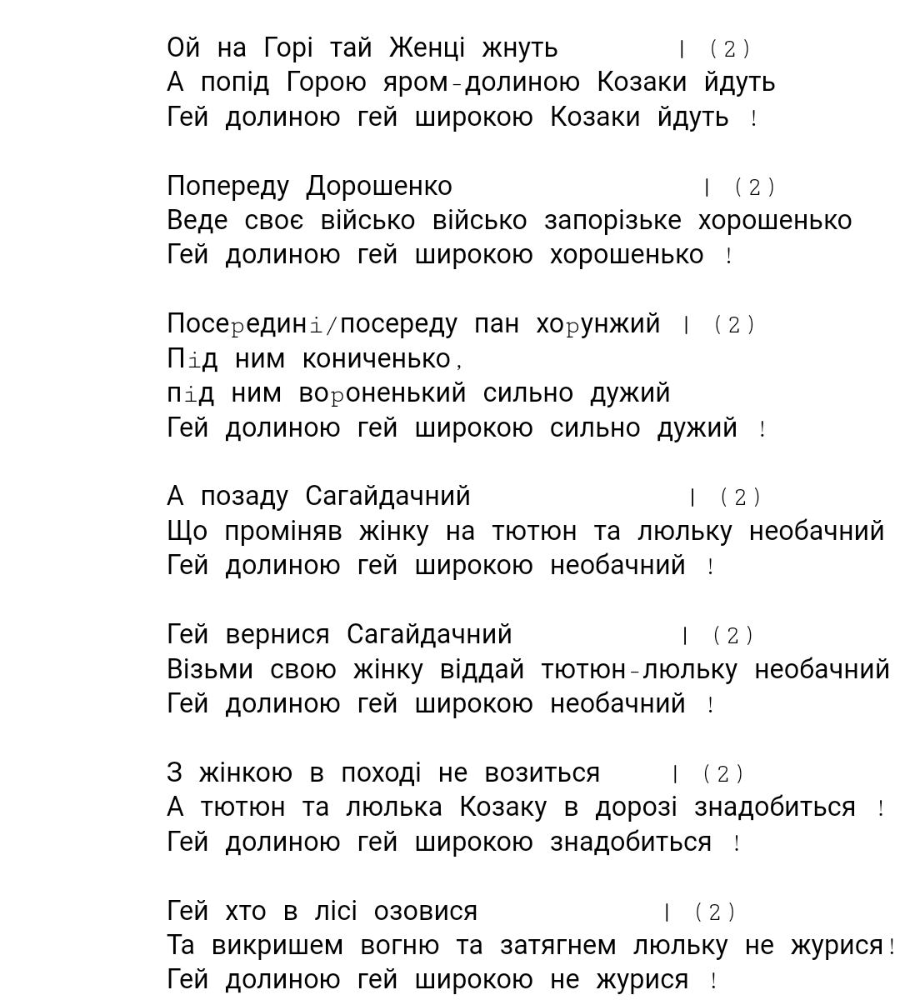 Ой на Горі тай Женці жнуть | (2)
А попід Горою яром-долиною Козаки йдуть
Гей долиною гей широкою Козаки йдуть !
Попереду Дорошенко | (2)
Веде своє військо військо запорізьке хорошенько
Гей долиною гей широкою хорошенько !
Посеpединi/посереду пан хоpунжий | (2)
Пiд ним кониченько,
пiд ним воpоненький сильно дужий
Гей долиною гей широкою сильно дужий !
А позаду Сагайдачний | (2)
Що проміняв жінку на тютюн та люльку необачний
Гей долиною гей широкою необачний !
Гей вернися Сагайдачний | (2)
Візьми свою жінку віддай тютюн-люльку необачний
Гей долиною гей широкою необачний !
З жінкою в поході не возиться | (2)
А тютюн та люлька Козаку в дорозі знадобиться !
Гей долиною гей широкою знадобиться !
Гей хто в лісі озовися | (2)
Та викришем вогню та затягнем люльку не журися!
Гей долиною гей широкою не журися !